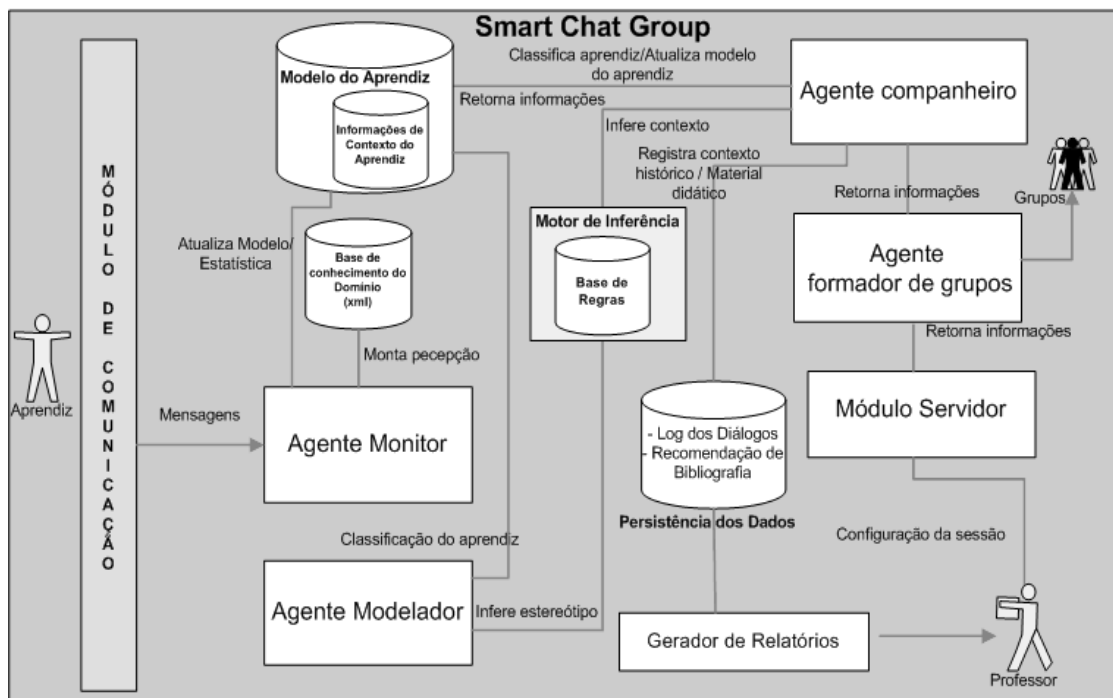 Smart Chat Group
MÓDULO DE COMUNICAÇÃO
Aprendiz
Mensagens
Modelo do Aprendiz
Informações de
Contexto do
Aprendiz
Classifica aprendiz/Atualiza modelo
do aprendiz
Retorna informações
Agente companheiro
Infere contexto
Registra contexto
histórico / Material
didático
Retorna informações
Grupos
Atualiza Modelo/
Estatística
Base de
conhecimento do
Domínio
(xml)
Motor de Inferência
Base de
Regras
Agente
formador de grupos
Monta pecepção
Retorna informações
Agente Monitor
- Log dos Diálogos
- Recomendação de
Bibliografia
Persistência dos Dados
Módulo Servidor
Classificação do aprendiz
Configuração da sessão
Agente Modelador
Infere estereótipo
Gerador de Relatórios
Professor